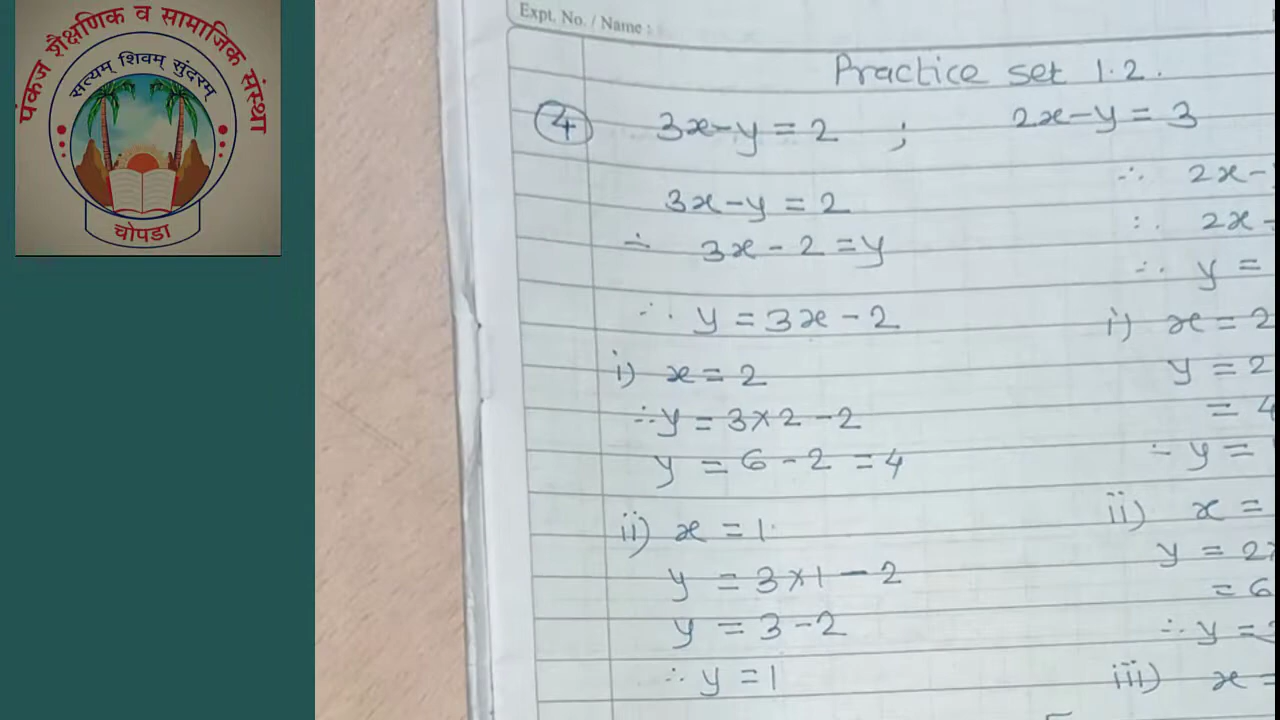 पंकज शैक्षणिक व सामाजिक संस्था
सत्यम् शिवम् सुंदरम्
चोपडा
Expt. No. / Name :
Practice set 1.2.
4 3x-y = 2 ; 2x-y = 3
3x-y = 2
∴ 3x-2 = y
∴ y = 3x-2
i) x = 2
∴ y = 3×2-2
y = 6-2 = 4
ii) x = 1
y = 3×1-2
y = 3-2
∴ y = 1
∴ 2x-
∴ 2x
∴ y =
i) x = 2
y = 2
= 4
∴ y =
ii) x =
y = 2×
= 6
∴ y =
iii) x =